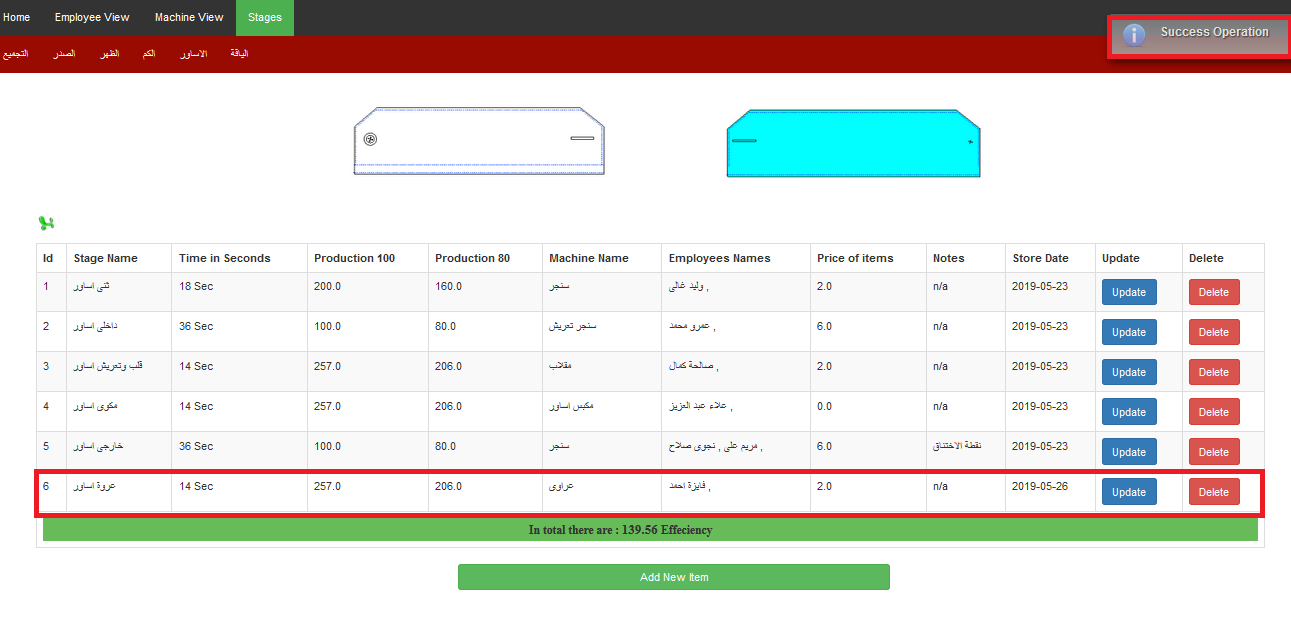 Home Employee View Machine View Stages
Success Operation
الياقة الاساور الكم الظهر الصدر التجميع
Id Stage Name Time in Seconds Production 100 Production 80 Machine Name Employees Names Price of items Notes Store Date Update Delete
1 ثنى اساور 18 Sec 200.0 160.0 سنجر وليد غالى , 2.0 n/a 2019-05-23 Update Delete
2 داخلى اساور 36 Sec 100.0 80.0 سنجر تعريش عمرو محمد , 6.0 n/a 2019-05-23 Update Delete
3 قلب وتعريش اساور 14 Sec 257.0 206.0 مقلاب صالحة كمال , 2.0 n/a 2019-05-23 Update Delete
4 مكوى اساور 14 Sec 257.0 206.0 مكبس اساور علاء عبد العزيز , 0.0 n/a 2019-05-23 Update Delete
5 خارجى اساور 36 Sec 100.0 80.0 سنجر مريم على , نجوى صلاح , 6.0 نقطة الاختناق 2019-05-23 Update Delete
6 عروة اساور 14 Sec 257.0 206.0 عراوى فايزة احمد , 2.0 n/a 2019-05-26 Update Delete
In total there are : 139.56 Effeciency
Add New Item